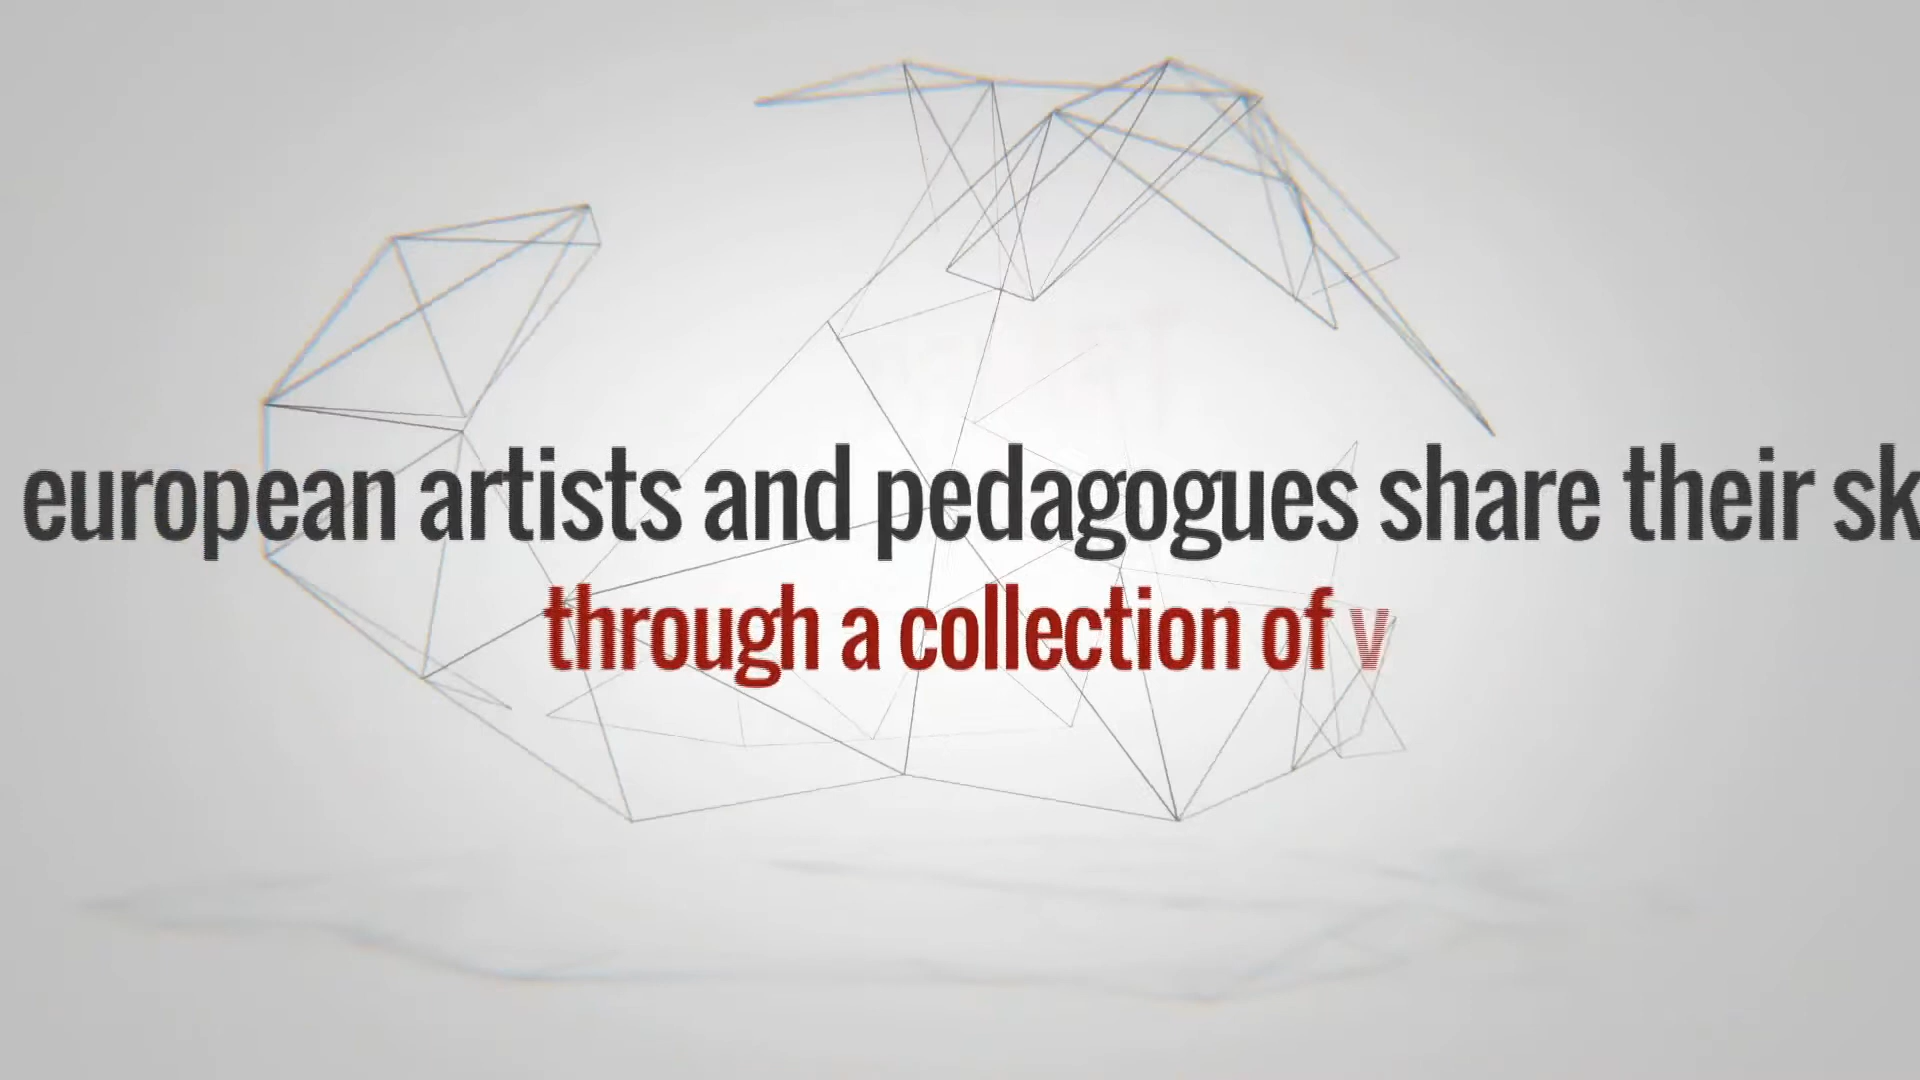 european artists and pedagogues share their sk
through a collection of v